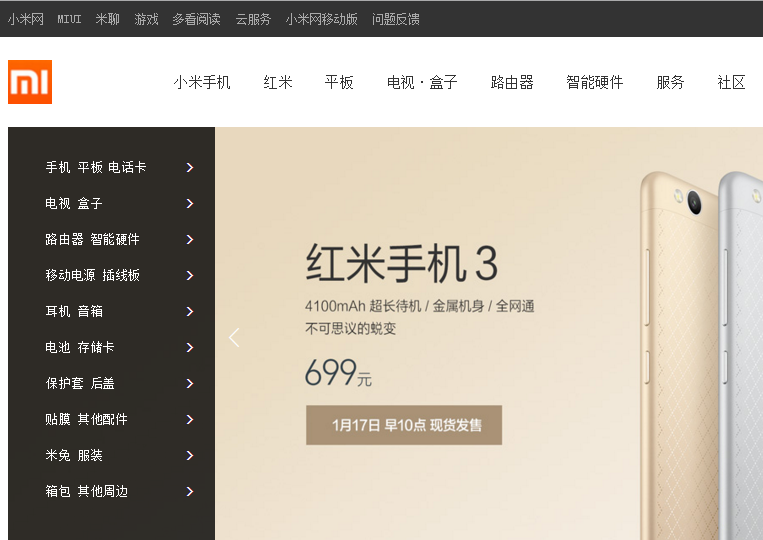 小米网 MIUI 米聊 游戏 多看阅读 云服务 小米网移动版 问题反馈
mi
小米手机 红米 平板 电视·盒子 路由器 智能硬件 服务 社区
手机 平板 电话卡
电视 盒子
路由器 智能硬件
移动电源 插线板
耳机 音箱
电池 存储卡
保护套 后盖
贴膜 其他配件
米兔 服装
箱包 其他周边
红米手机 3
4100mAh 超长待机 / 金属机身 / 全网通
不可思议的蜕变
699元
1月17日 早10点 现货发售